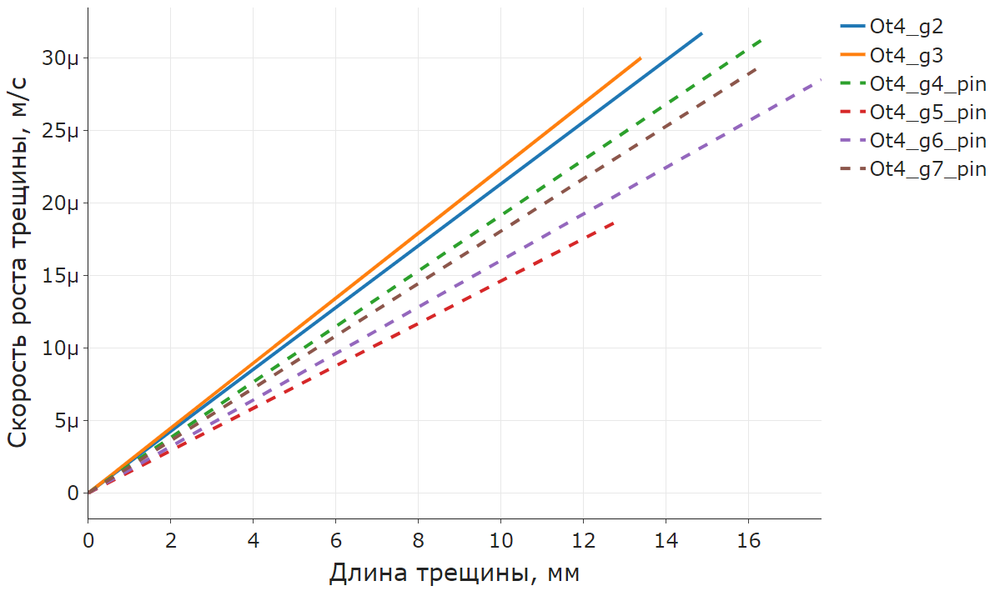 Скорость роста трещины, м/с
30μ
25μ
20μ
15μ
10μ
5μ
0
0 2 4 6 8 10 12 14 16
Длина трещины, мм
Ot4_g2
Ot4_g3
Ot4_g4_pin
Ot4_g5_pin
Ot4_g6_pin
Ot4_g7_pin